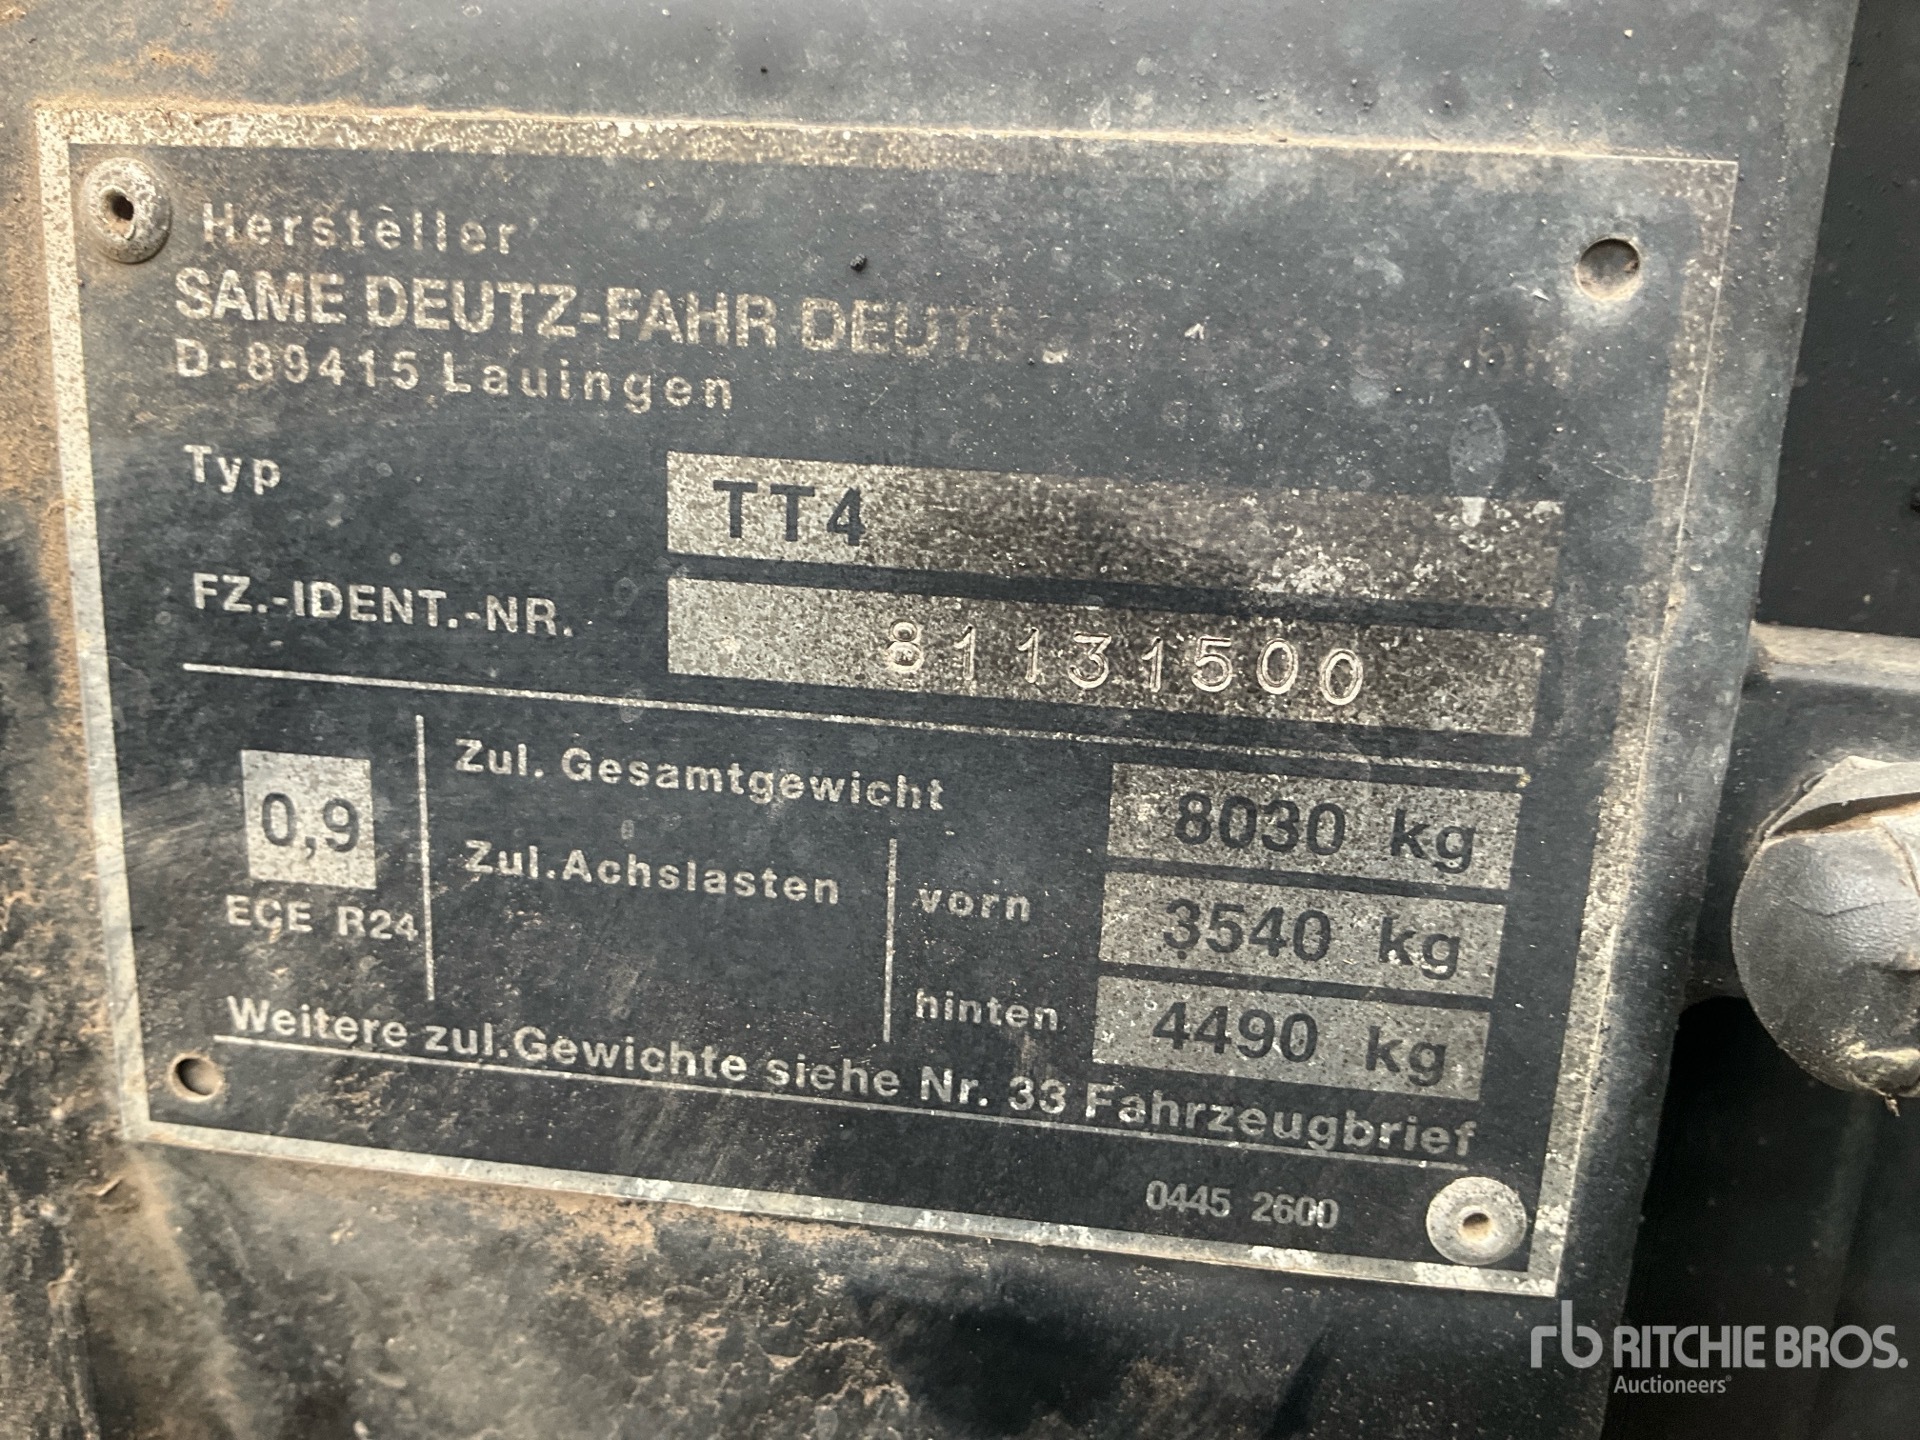 Hersteller
SAME DEUTZ-FAHR
D-89415 Lauingen
Typ TT4
FZ.-IDENT.-NR. 81131500
0,9
ECE R24
Zul. Gesamtgewicht 8030 kg
Zul.Achslasten vorn 3540 kg
hinten 4490 kg
Weitere zul.Gewichte siehe Nr. 33 Fahrzeugbrief
0445 2600
rb RITCHIE BROS.
Auctioneers